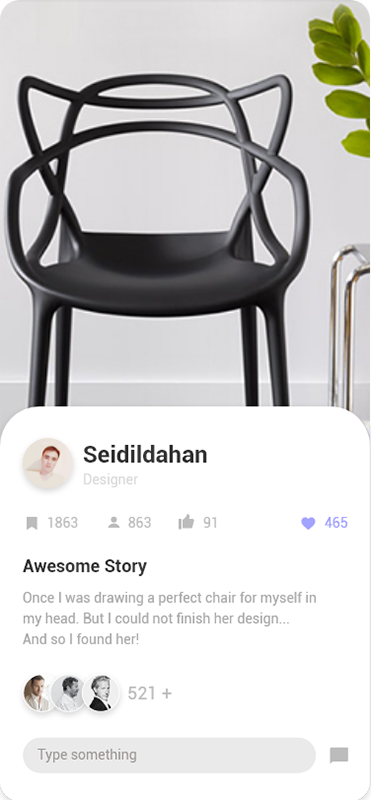 Seidildahan
Designer
1863 863 91 465
Awesome Story
Once I was drawing a perfect chair for myself in
my head. But I could not finish her design...
And so I found her!
521 +
Type something